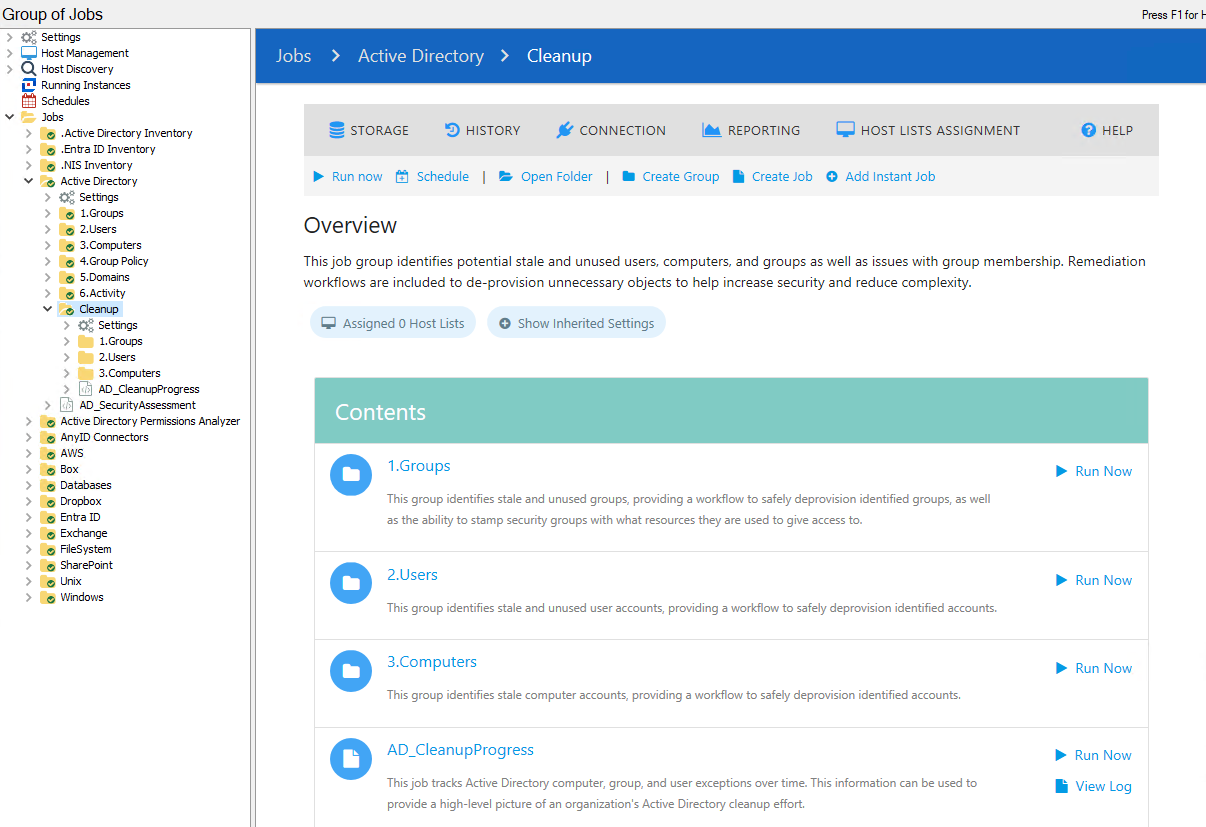 Group of Jobs
Press F1 for H
Settings
Host Management
Host Discovery
Running Instances
Schedules
Jobs
.Active Directory Inventory
.Entra ID Inventory
.NIS Inventory
Active Directory
Settings
1.Groups
2.Users
3.Computers
4.Group Policy
5.Domains
6.Activity
Cleanup
Settings
1.Groups
2.Users
3.Computers
AD_CleanupProgress
AD_SecurityAssessment
Active Directory Permissions Analyzer
AnyID Connectors
AWS
Box
Databases
Dropbox
Entra ID
Exchange
FileSystem
SharePoint
Unix
Windows
Jobs > Active Directory > Cleanup
STORAGE HISTORY CONNECTION REPORTING HOST LISTS ASSIGNMENT HELP
Run now Schedule | Open Folder | Create Group Create Job Add Instant Job
Overview
This job group identifies potential stale and unused users, computers, and groups as well as issues with group membership. Remediation
workflows are included to de-provision unnecessary objects to help increase security and reduce complexity.
Assigned 0 Host Lists Show Inherited Settings
Contents
1.Groups
Run Now
This group identifies stale and unused groups, providing a workflow to safely deprovision identified groups, as well
as the ability to stamp security groups with what resources they are used to give access to.
2.Users
Run Now
This group identifies stale and unused user accounts, providing a workflow to safely deprovision identified accounts.
3.Computers
Run Now
This group identifies stale computer accounts, providing a workflow to safely deprovision identified accounts.
AD_CleanupProgress
Run Now
This job tracks Active Directory computer, group, and user exceptions over time. This information can be used to
View Log
provide a high-level picture of an organization's Active Directory cleanup effort.